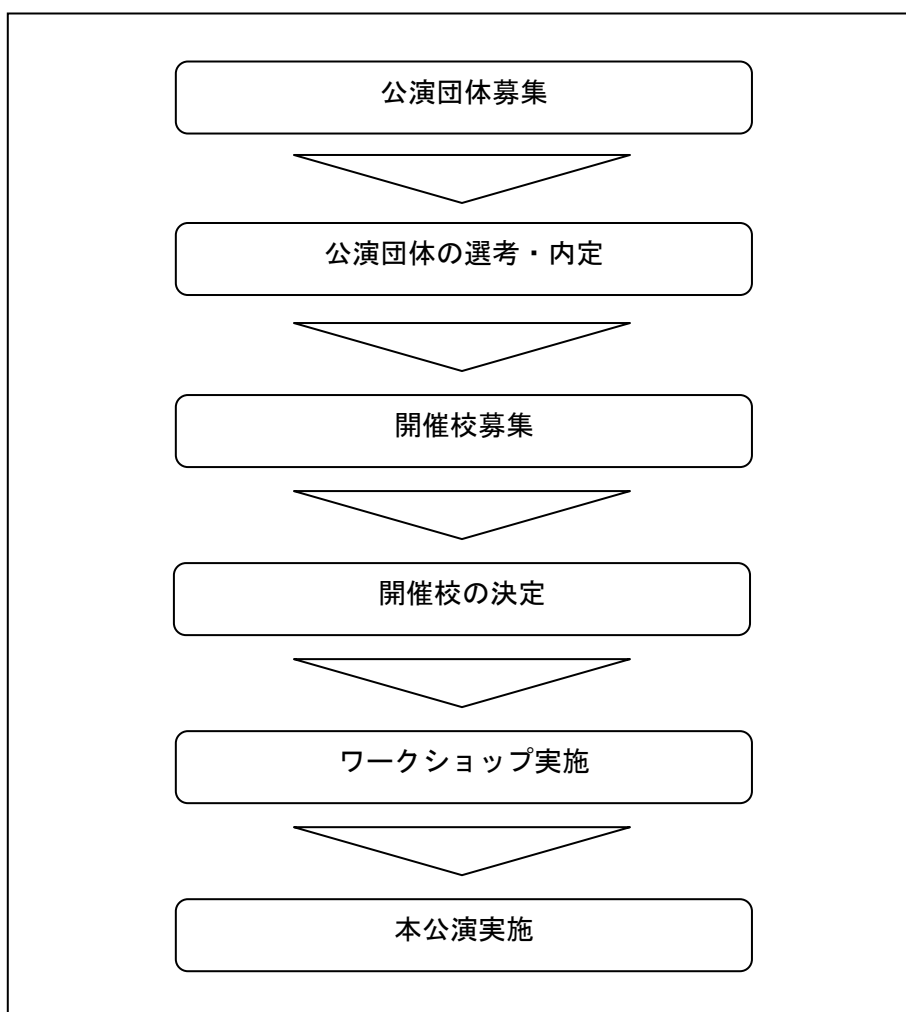 公演団体募集
公演団体の選考・内定
開催校募集
開催校の決定
ワークショップ実施
本公演実施